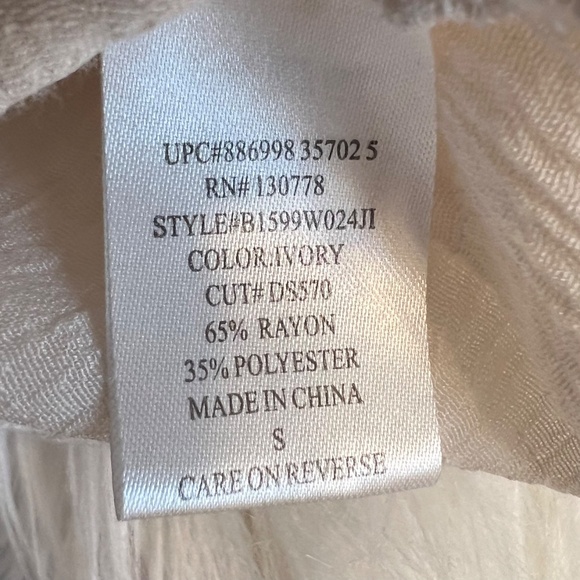 UPC#886998 35702 5
RN# 130778
STYLE#B1599W024JI
COLOR:IVORY
CUT# DS570
65% RAYON
35% POLYESTER
MADE IN CHINA
S
CARE ON REVERSE